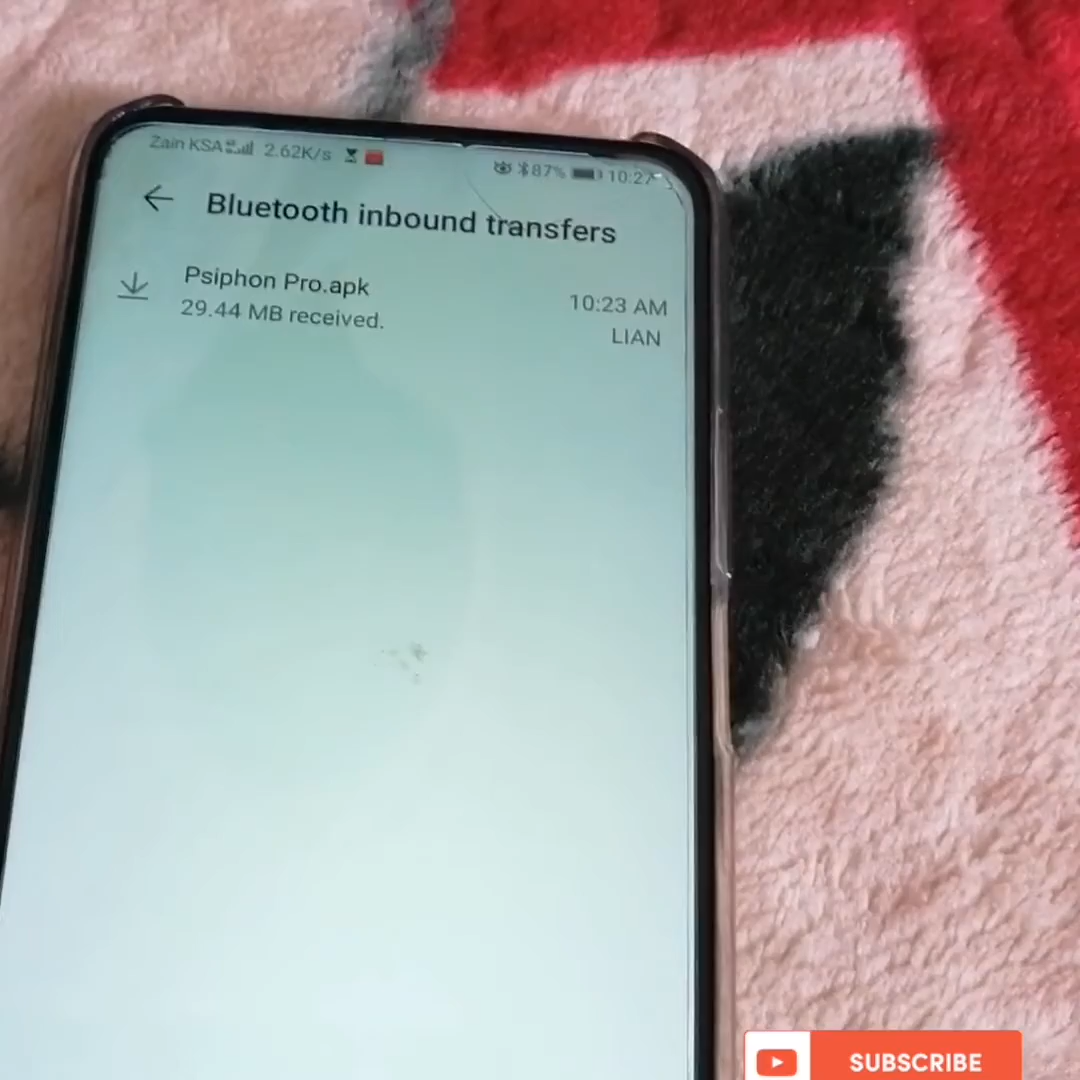 Zain KSA 2.62K/s 87% 10:27
Bluetooth inbound transfers
Psiphon Pro.apk
10:23 AM
29.44 MB received.
LIAN
SUBSCRIBE